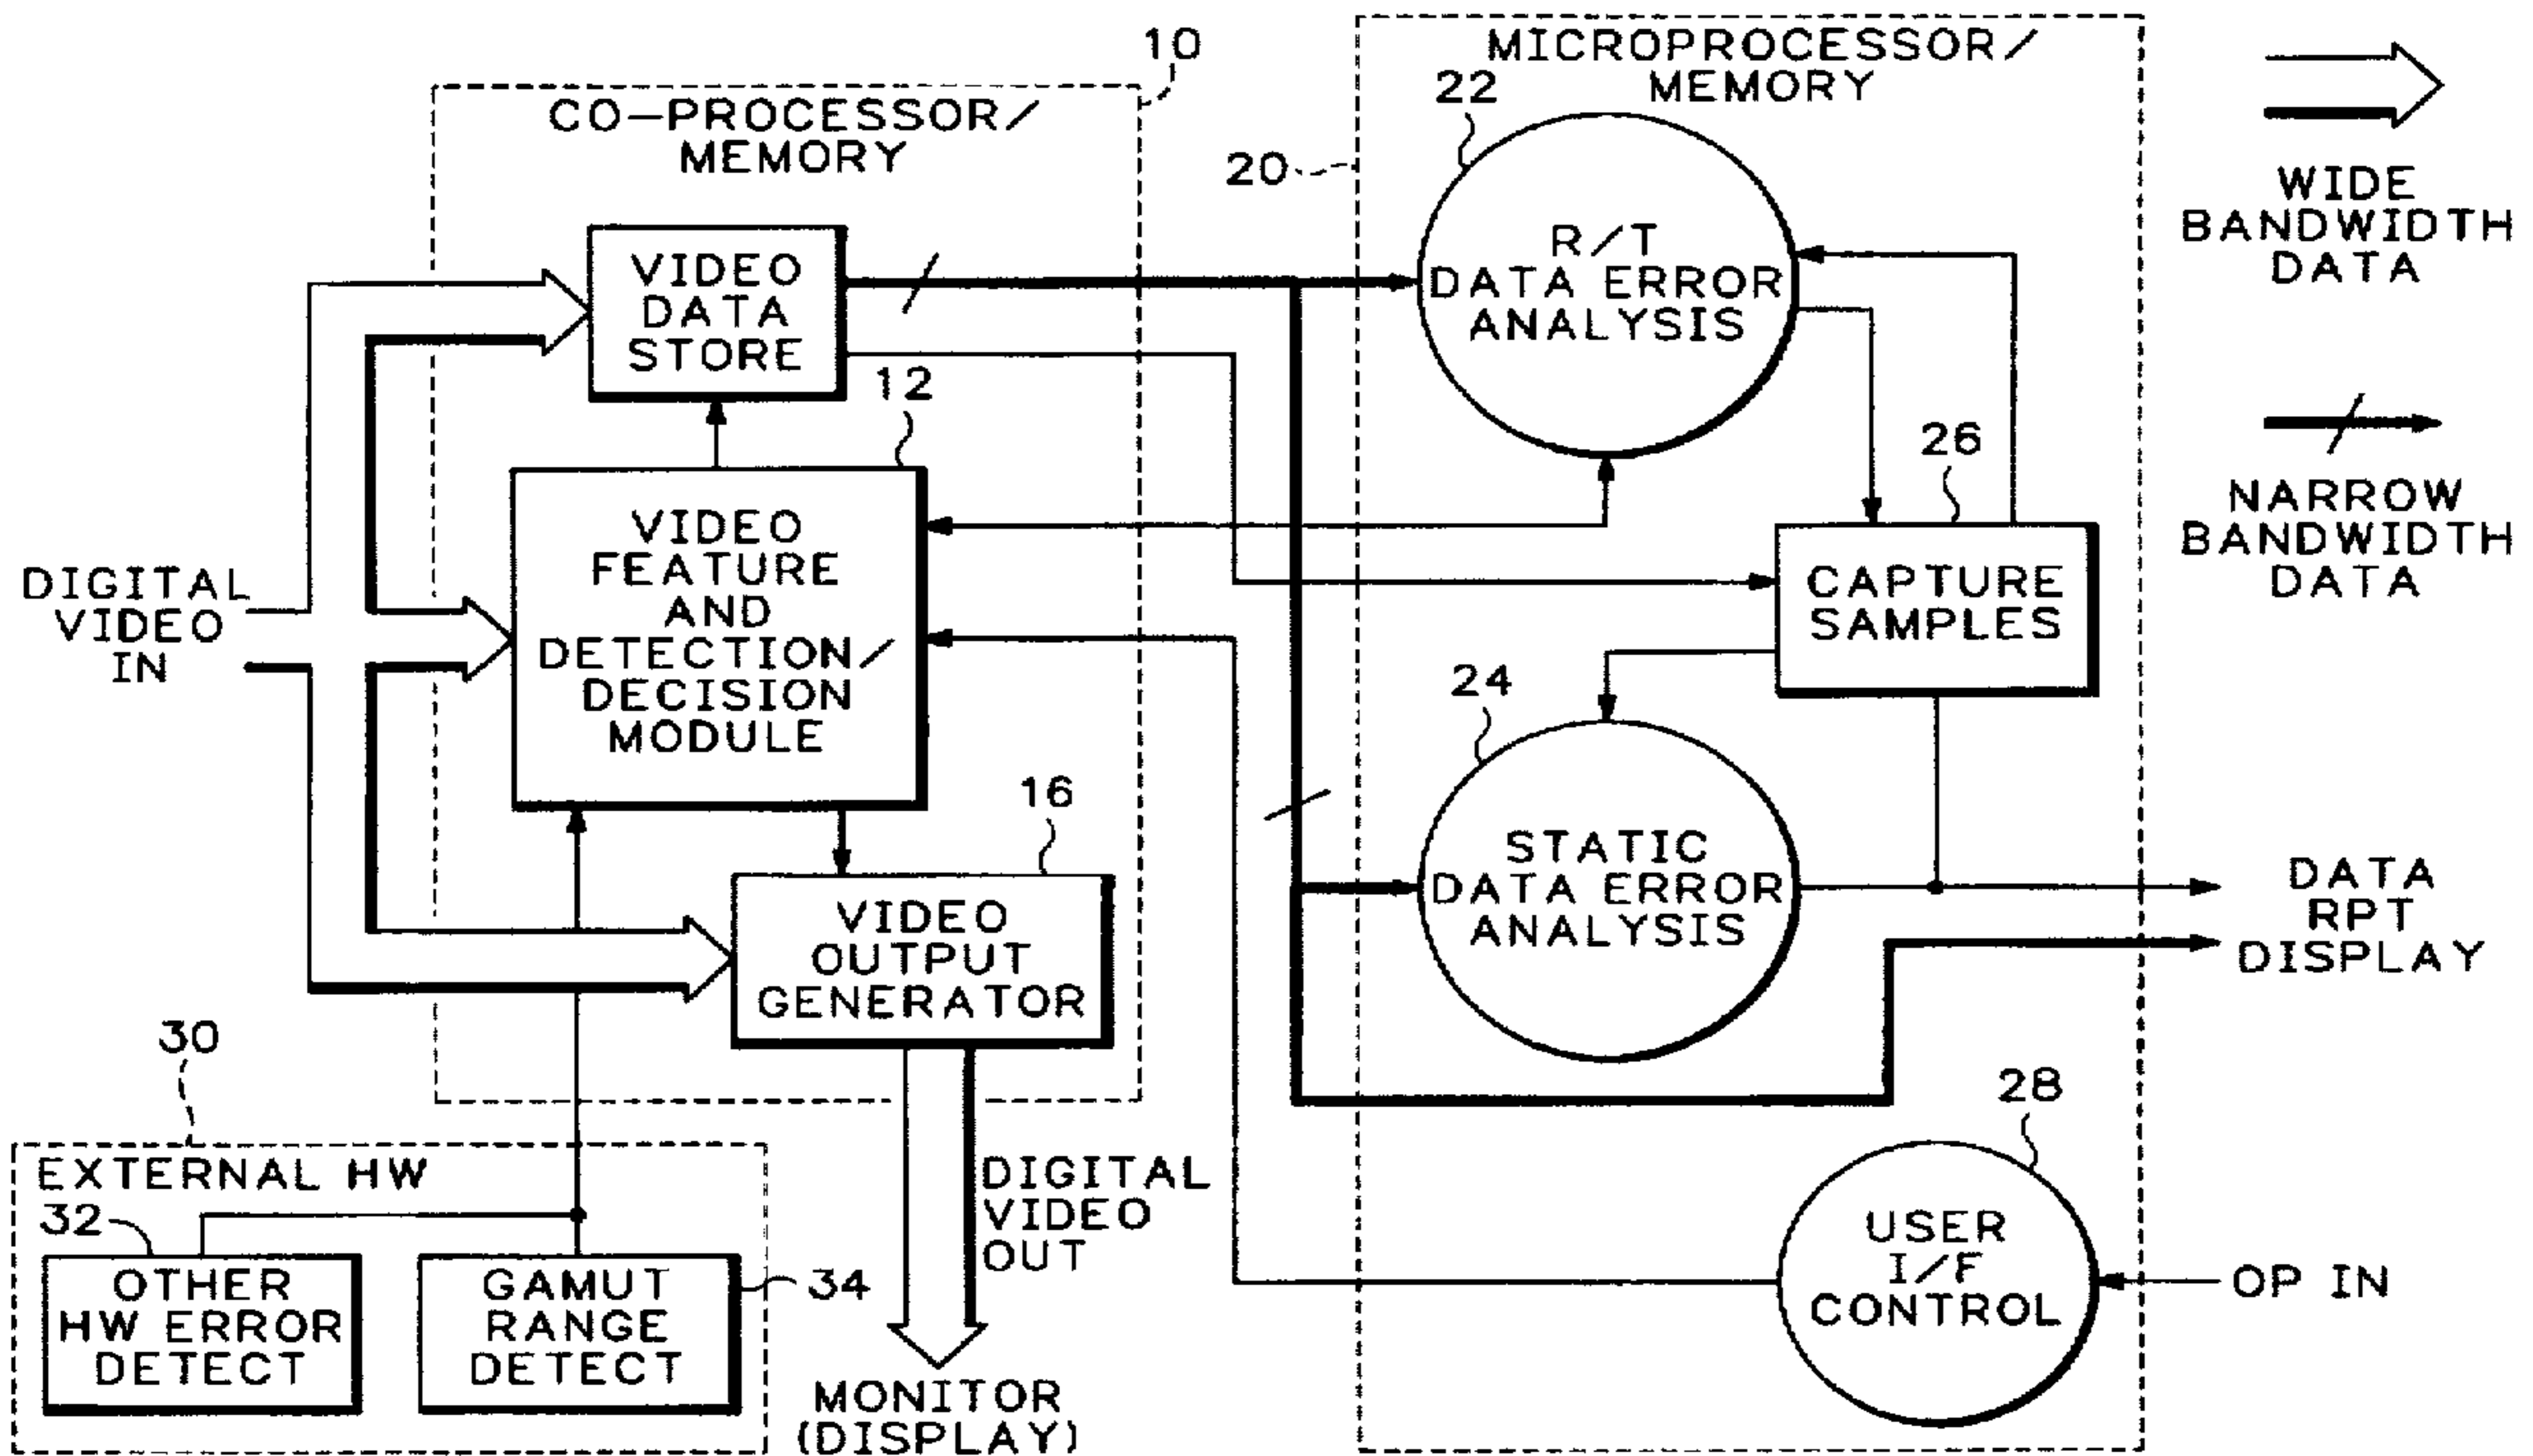 10
CO-PROCESSOR/
MEMORY
VIDEO
DATA
STORE
12
VIDEO
FEATURE
AND
DETECTION/
DECISION
MODULE
DIGITAL
VIDEO
IN
16
VIDEO
OUTPUT
GENERATOR
30
EXTERNAL HW
32
OTHER
HW ERROR
DETECT
GAMUT
RANGE
DETECT
34
DIGITAL
VIDEO
OUT
MONITOR
(DISPLAY)
MICROPROCESSOR/
MEMORY
20
22
R/T
DATA ERROR
ANALYSIS
26
CAPTURE
SAMPLES
24
STATIC
DATA ERROR
ANALYSIS
28
USER
I/F
CONTROL
WIDE
BANDWIDTH
DATA
NARROW
BANDWIDTH
DATA
DATA
RPT
DISPLAY
OP IN